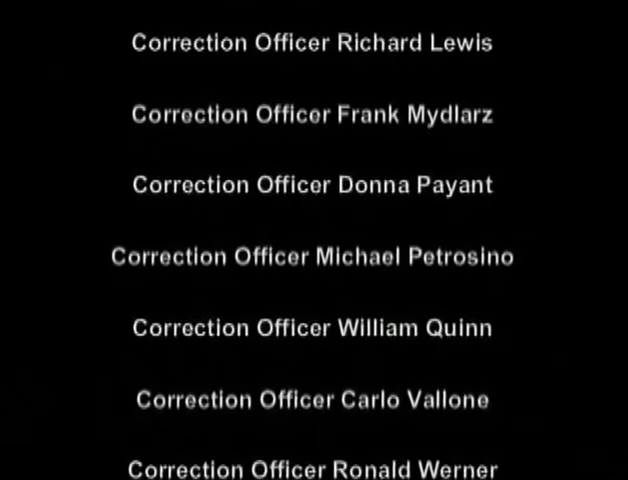 Correction Officer Richard Lewis
Correction Officer Frank Mydlarz
Correction Officer Donna Payant
Correction Officer Michael Petrosino
Correction Officer William Quinn
Correction Officer Carlo Vallone
Correction Officer Ronald Werner